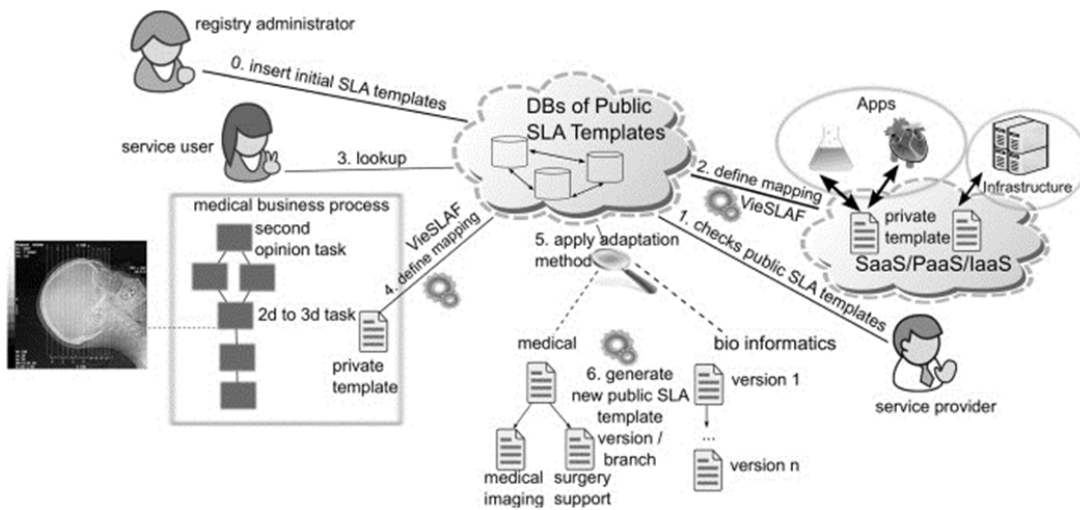 registry administrator
0. insert initial SLA templates
service user
3. lookup
DBs of Public
SLA Templates
Apps
Infrastructure
2. define mapping
VieSLAF
private
template
SaaS/PaaS/IaaS
1. checks public SLA templates
service provider
medical business process
second
opinion task
2d to 3d task
private
template
VieSLAF
4. define mapping
5. apply adaptation
method
medical
6. generate
new public SLA
template
version /
branch
medical
imaging
surgery
support
bio informatics
version 1
...
version n